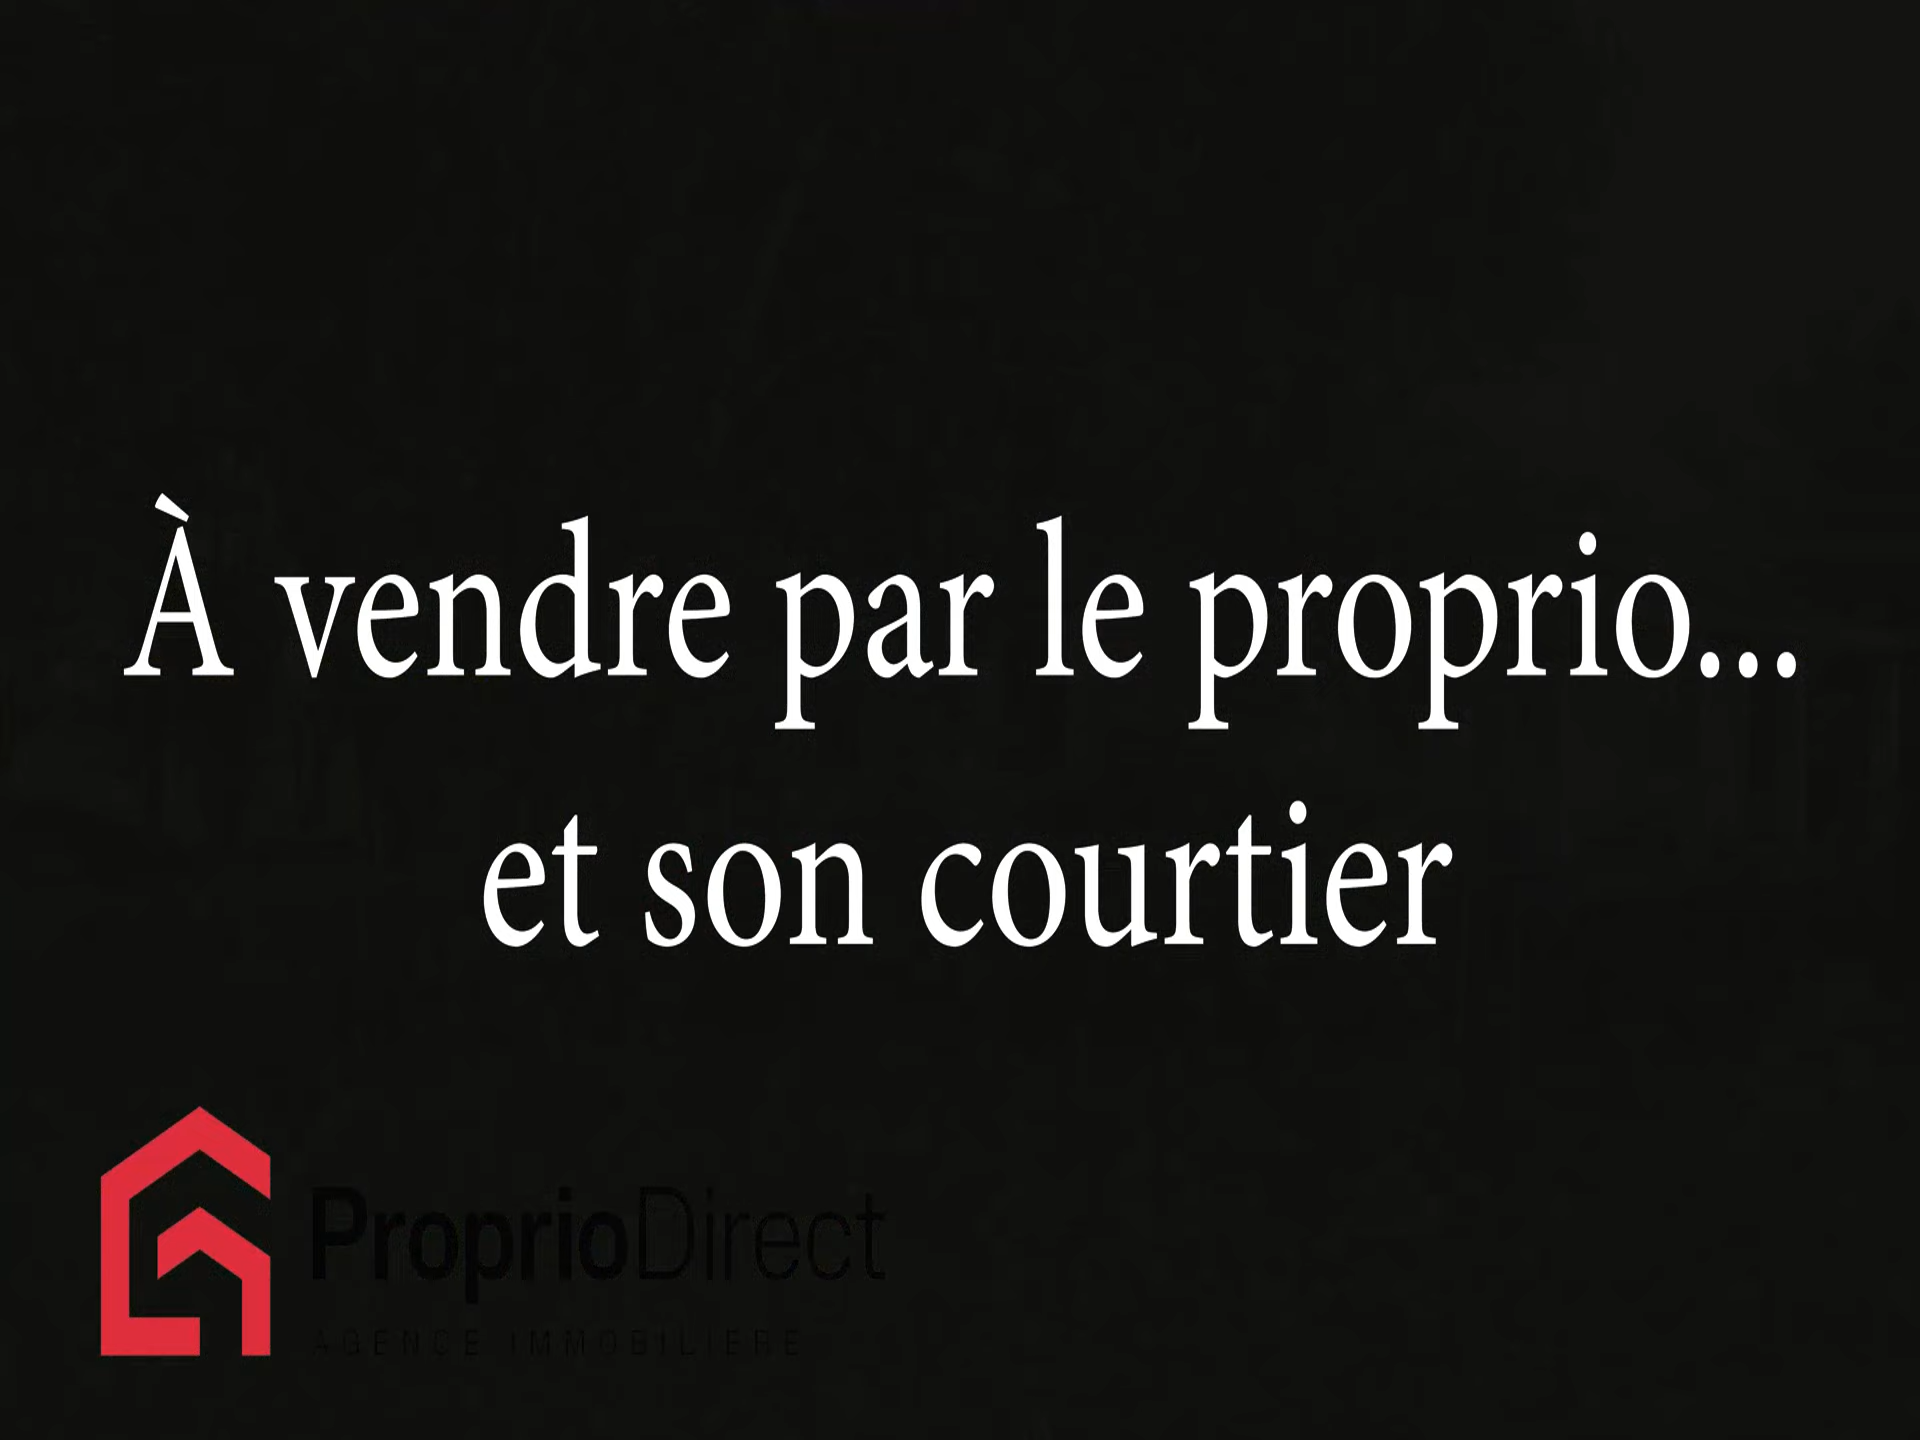 À vendre par le proprio...
et son courtier
ProprioDirect
AGENCE IMMOBILIÈRE